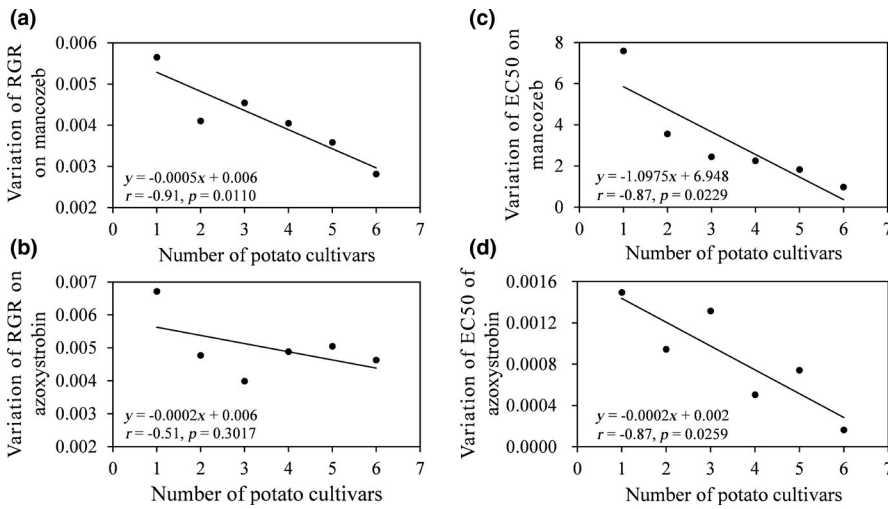 (a)
Variation of RGR
on mancozeb
0.006
0.005
0.004
0.003
0.002
y = -0.0005x + 0.006
r = -0.91, p = 0.0110
0 1 2 3 4 5 6 7
Number of potato cultivars
(c)
Variation of EC50 on
mancozeb
8
6
4
2
0
y = -1.0975x + 6.948
r = -0.87, p = 0.0229
0 1 2 3 4 5 6 7
Number of potato cultivars
(b)
Variation of RGR on
azoxystrobin
0.007
0.006
0.005
0.004
0.003
0.002
y = -0.0002x + 0.006
r = -0.51, p = 0.3017
0 1 2 3 4 5 6 7
Number of potato cultivars
(d)
Variation of EC50 of
azoxystrobin
0.0016
0.0012
0.0008
0.0004
0.0000
y = -0.0002x + 0.002
r = -0.87, p = 0.0259
0 1 2 3 4 5 6 7
Number of potato cultivars